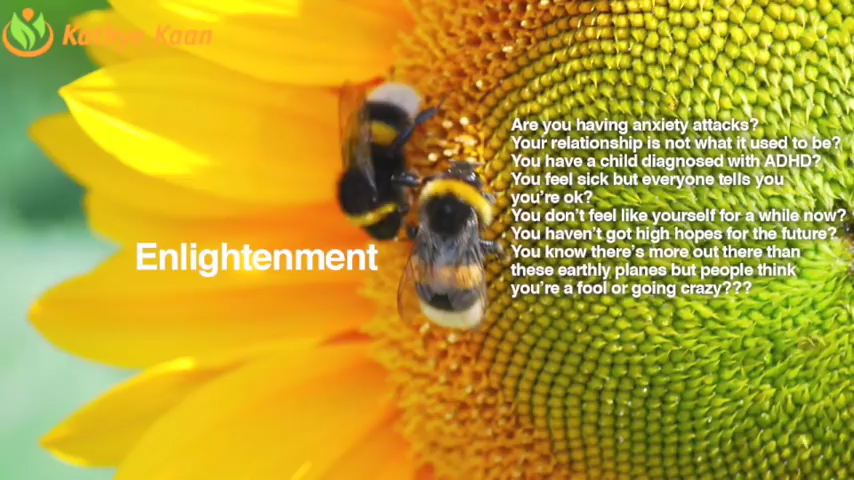 Kathye Kaan
Enlightenment
Are you having anxiety attacks?
Your relationship is not what it used to be?
You have a child diagnosed with ADHD?
You feel sick but everyone tells you
you're ok?
You don't feel like yourself for a while now?
You haven't got high hopes for the future?
You know there's more out there than
these earthly planes but people think
you're a fool or going crazy???